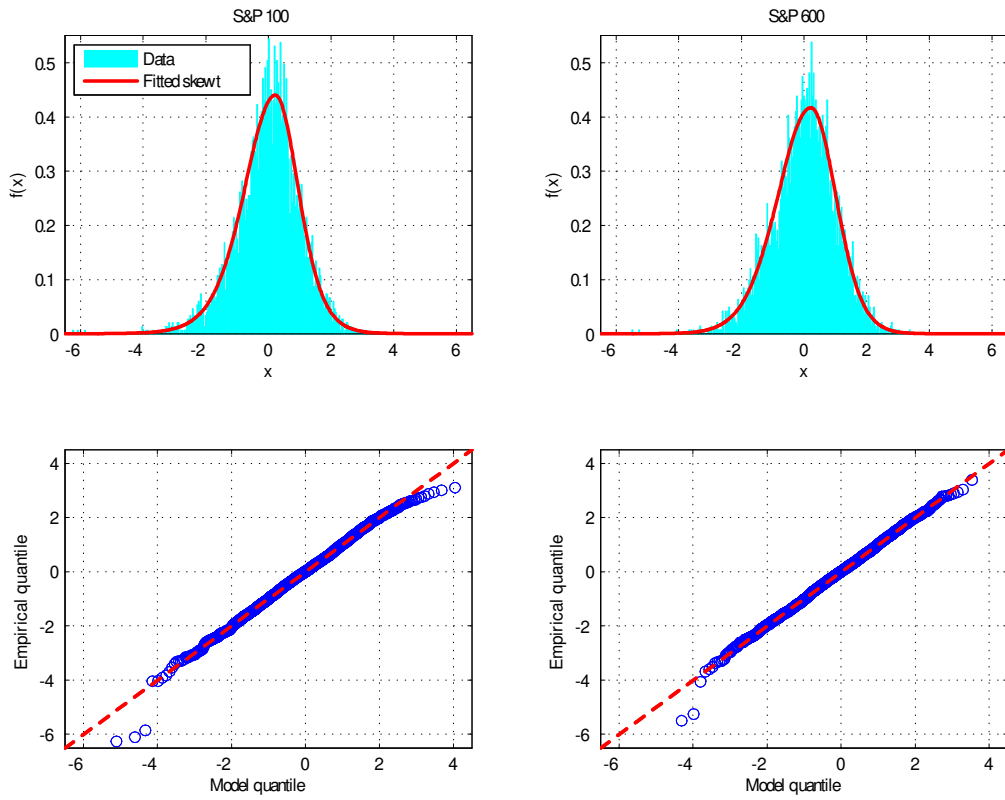 S&P 100
S&P 600
Data
Fitted skew t
0.5
0.4
0.3
0.2
0.1
0
f(x)
-6 -4 -2 0 2 4 6
x
0.5
0.4
0.3
0.2
0.1
0
f(x)
-6 -4 -2 0 2 4 6
x
4
2
0
-2
-4
-6
Empirical quantile
-6 -4 -2 0 2 4
Model quantile
4
2
0
-2
-4
-6
Empirical quantile
-6 -4 -2 0 2 4
Model quantile